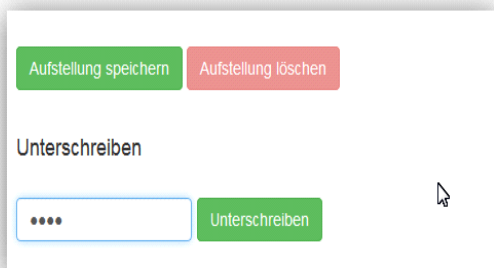 Aufstellung speichern Aufstellung löschen
Unterschreiben
•••• Unterschreiben